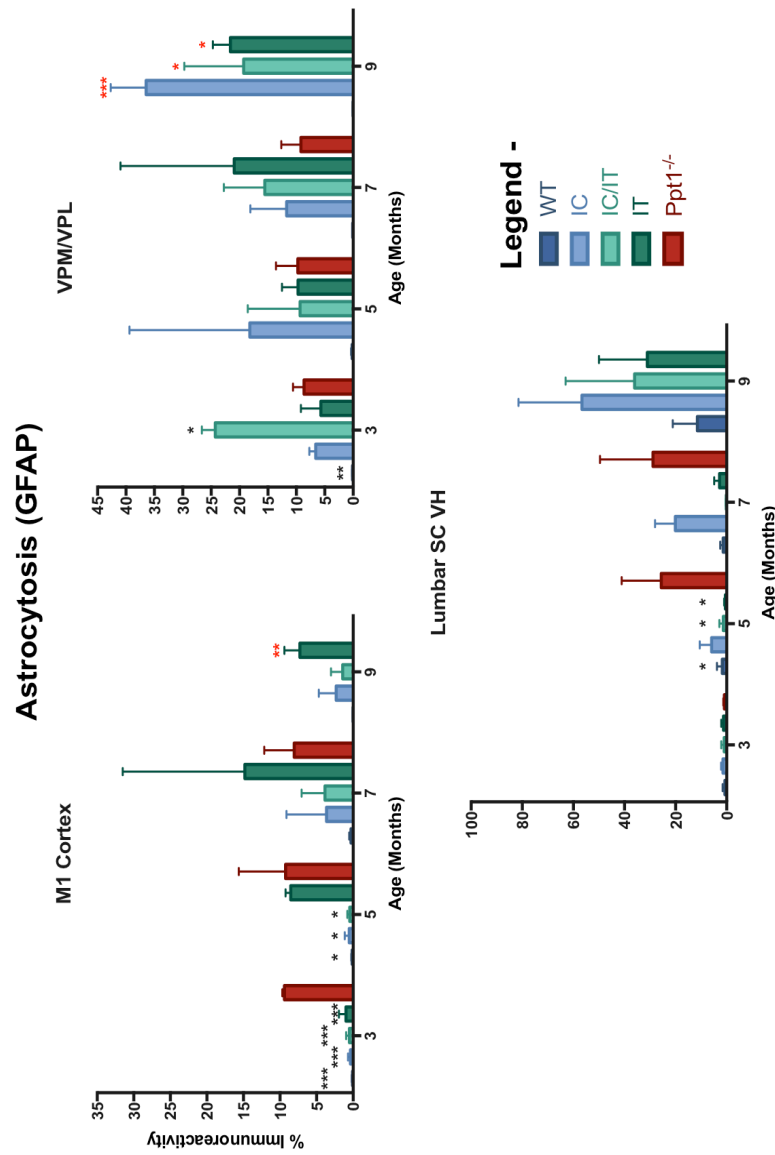 Astrocytosis (GFAP)
M1 Cortex
% Immunoreactivity
35
30
25
20
15
10
5
0
*** *** *** ***
* * *
**
3 5 7 9
Age (Months)
VPM/VPL
45
40
35
30
25
20
15
10
5
0
** *
*** * *
3 5 7 9
Age (Months)
Lumbar SC VH
100
80
60
40
20
0
* * *
3 5 7 9
Age (Months)
Legend -
WT
IC
IC/IT
IT
Ppt1-/-